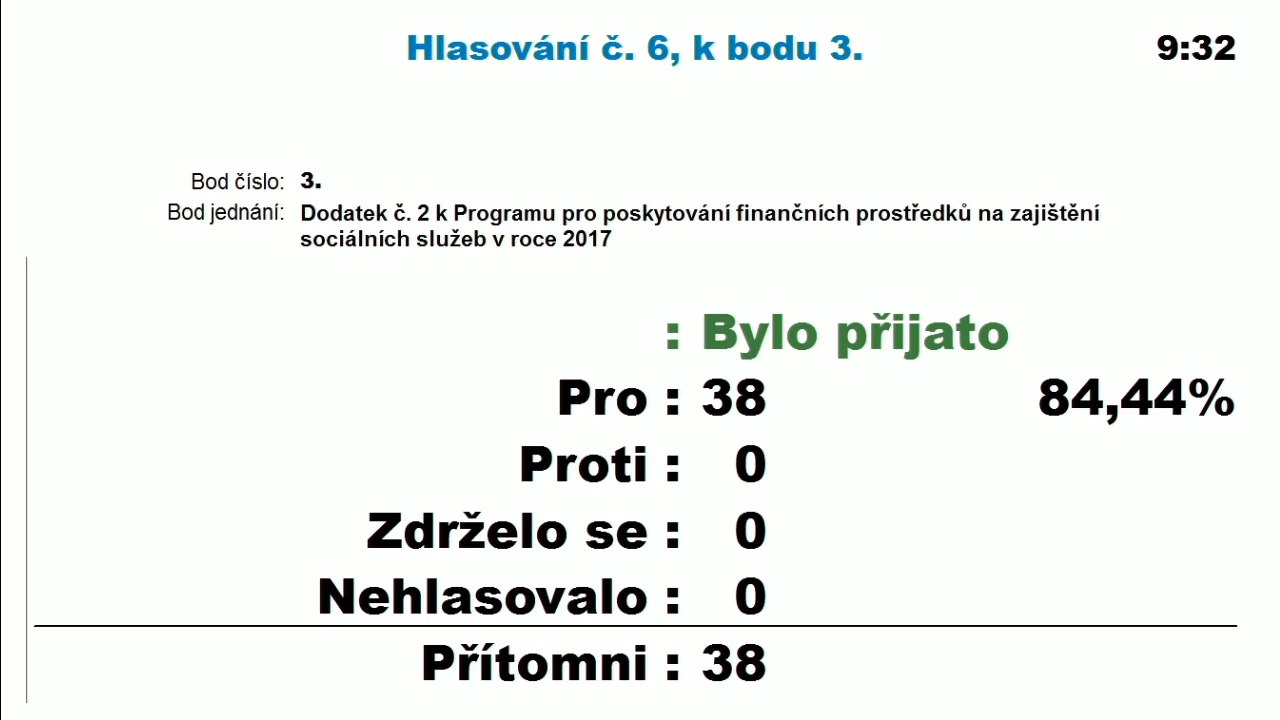 Hlasování č. 6, k bodu 3. 9:32
Bod číslo: 3.
Bod jednání: Dodatek č. 2 k Programu pro poskytování finančních prostředků na zajištění
sociálních služeb v roce 2017
: Bylo přijato
Pro : 38 84,44%
Proti : 0
Zdrželo se : 0
Nehlasovalo : 0
Přítomni : 38